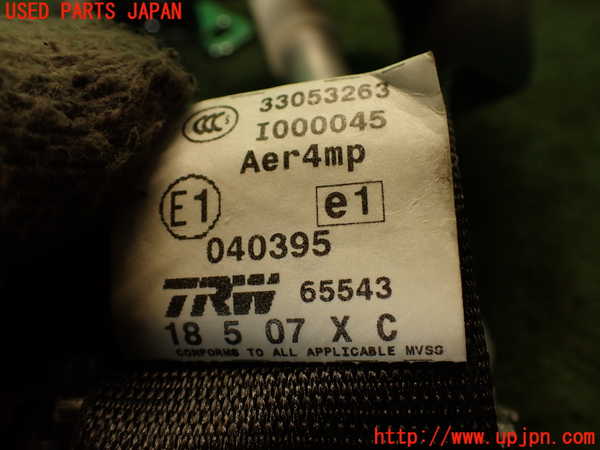 USED PARTS JAPAN
CCC S
33053263
I000045
Aer4mp
E1
e1
040395
TRW 65543
18 5 07 X C
CONFORMS TO ALL APPLICABLE MVSS
http://www.upjpn.com